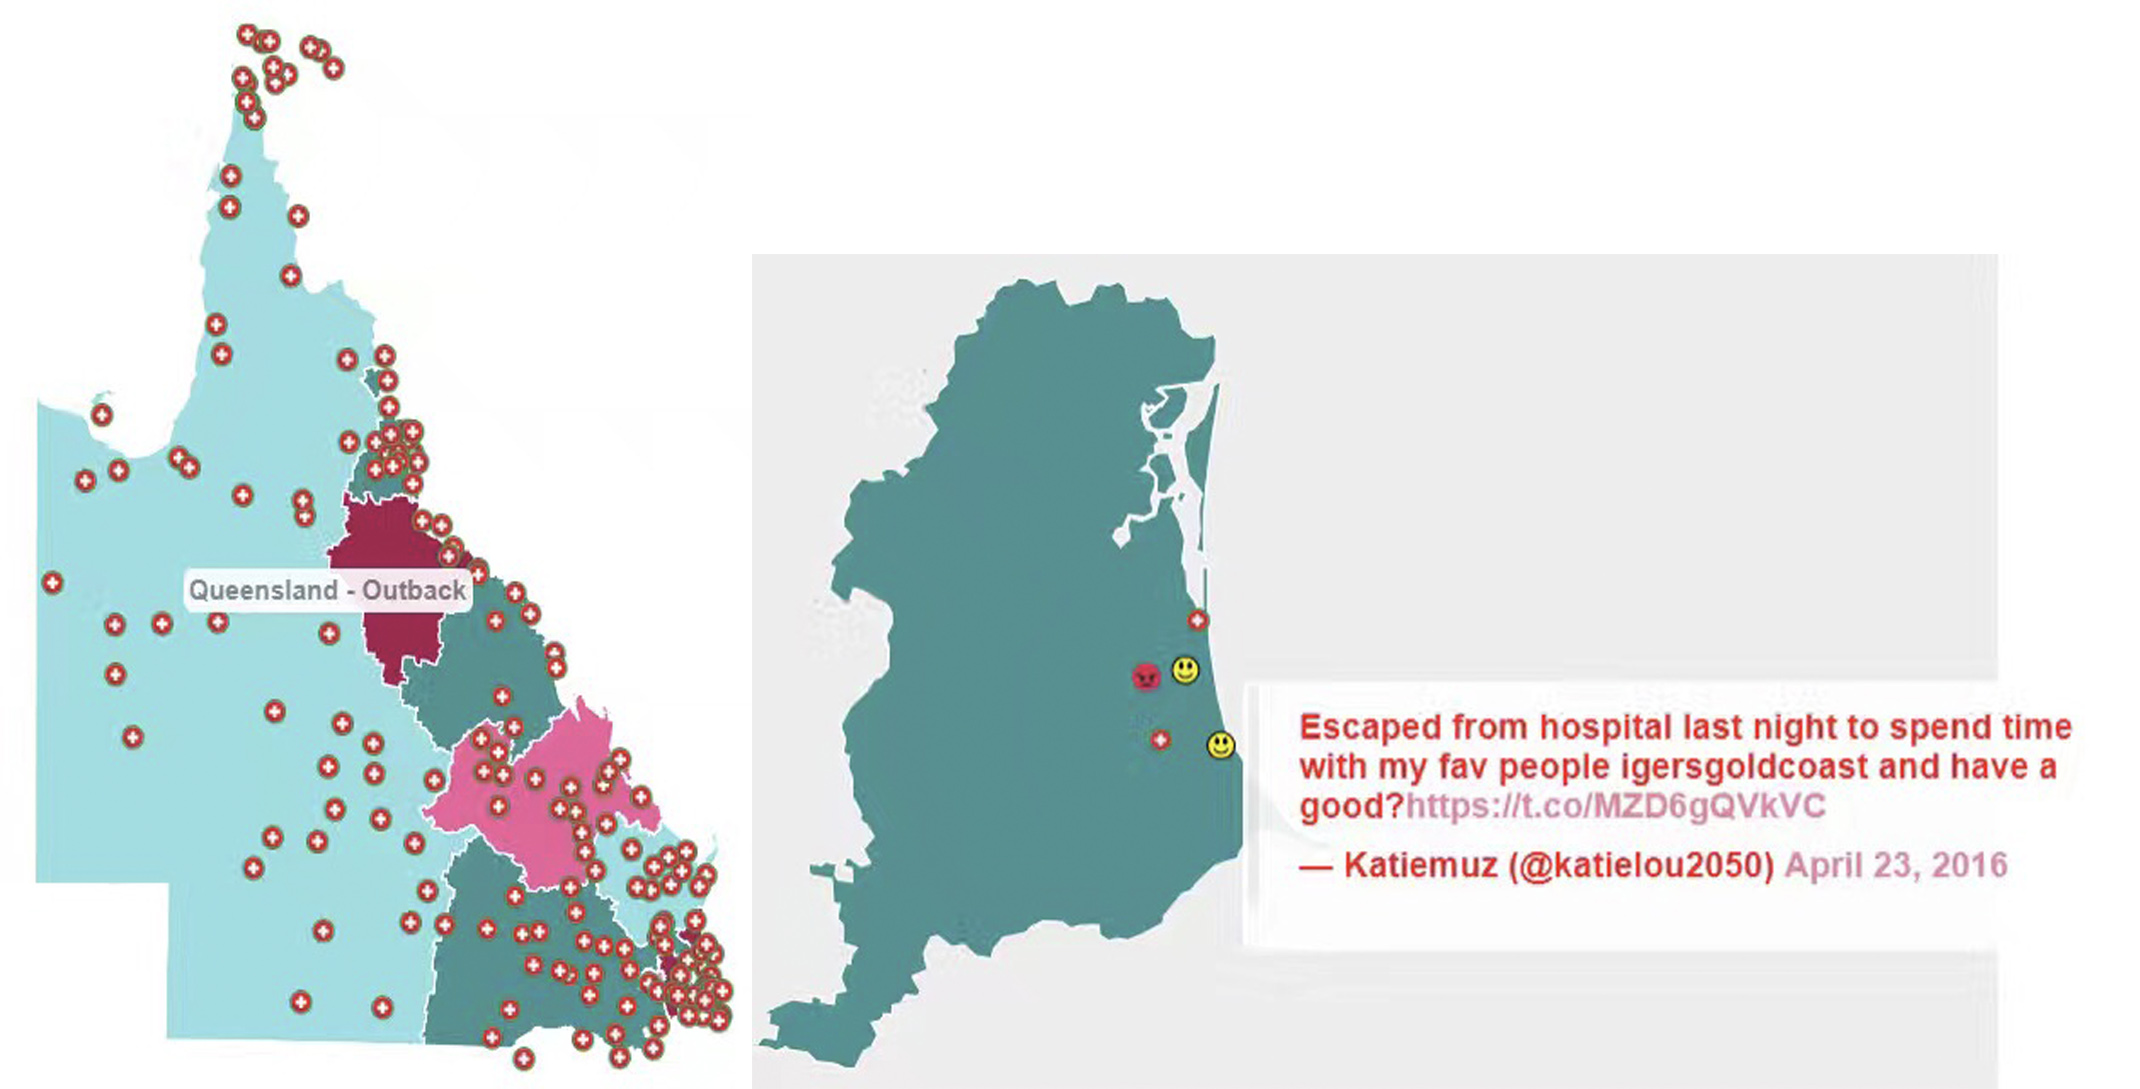 Queensland - Outback
Escaped from hospital last night to spend time
with my fav people igersgoldcoast and have a
good?https://t.co/MZD6gQVkVC
— Katiemuz (@katielou2050) April 23, 2016